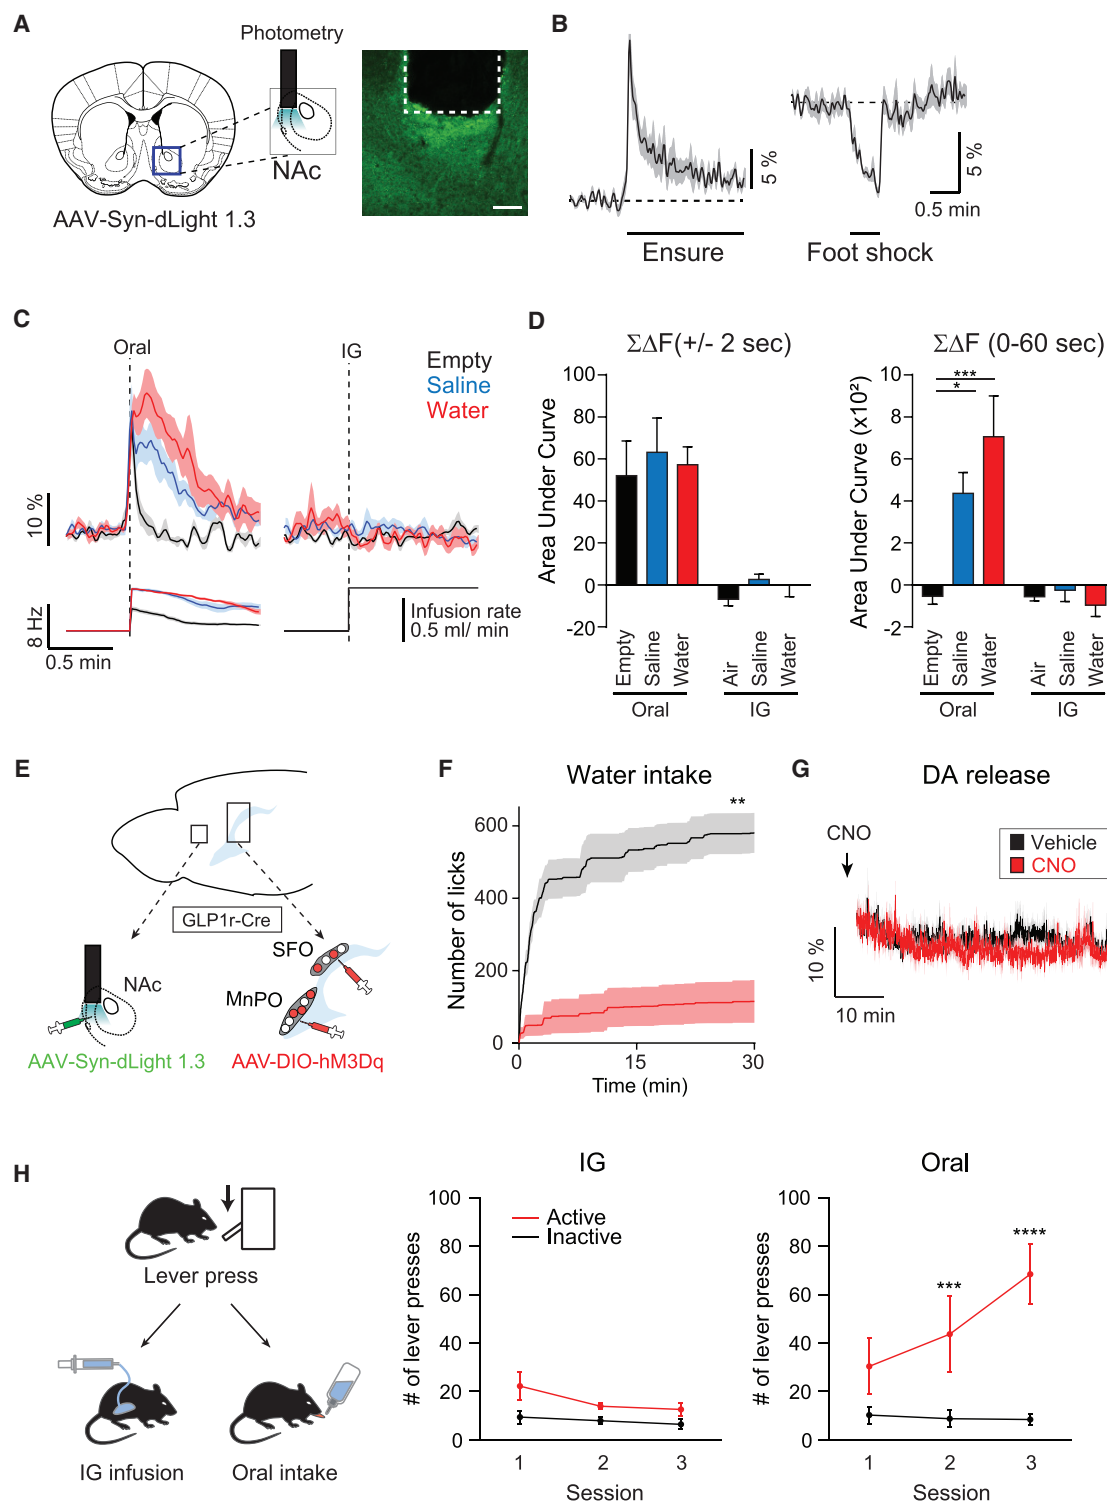 A
Photometry
NAc
AAV-Syn-dLight 1.3
B
5 %
Ensure
5 %
0.5 min
Foot shock
C
Oral
IG
Empty
Saline
Water
10 %
8 Hz
0.5 min
Infusion rate
0.5 ml/ min
D
ΣΔF(+/- 2 sec)
Area Under Curve
100
80
60
40
20
0
-20
Empty
Saline
Water
Air
Saline
Water
Oral
IG
ΣΔF (0-60 sec)
Area Under Curve (x10²)
10
8
6
4
2
0
-2
***
*
Empty
Saline
Water
Air
Saline
Water
Oral
IG
E
GLP1r-Cre
NAc
SFO
MnPO
AAV-Syn-dLight 1.3
AAV-DIO-hM3Dq
F
Water intake
Number of licks
600
400
200
0
**
0
15
30
Time (min)
G
DA release
CNO
Vehicle
CNO
10 %
10 min
H
Lever press
IG infusion
Oral intake
IG
# of lever presses
100
80
60
40
20
0
Active
Inactive
1
2
3
Session
Oral
# of lever presses
100
80
60
40
20
0
***
****
1
2
3
Session